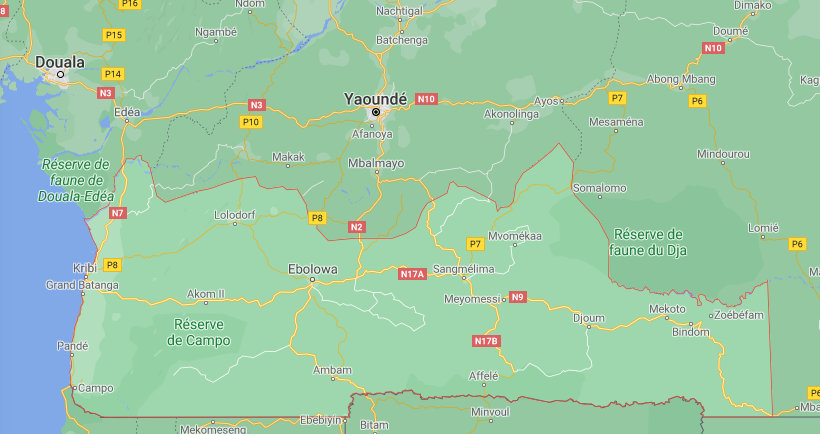 P16
Ndom
Nachtigal
Dimako
8
P15
Ngambé
Batchenga
Doumé
N10
Douala
P14
N3
Abong Mbang
Kag
Yaoundé
N10
N3
P10
Edéa
Ayos
P7
P6
Akonolinga
Mesaména
Afanoya
Makak
Mbalmayo
Mindourou
Réserve de
faune de
Douala-Edéa
Somalomo
N7
Lolodorf
P8
N2
Lomié
Réserve de
faune du Dja
P7
Mvomékaa
P6
Kribi
P8
Ebolowa
N17A
Sangmélima
Ma
Grand Batanga
Akom II
Meyomessi
N9
Djoum
Mekoto
Zoébéfam
Bindom
Réserve
de Campo
N17B
Pandé
Ambam
Affelé
Campo
P6
Mba
Mekomeseng
Ebebiyin
Bitam
Minvoul